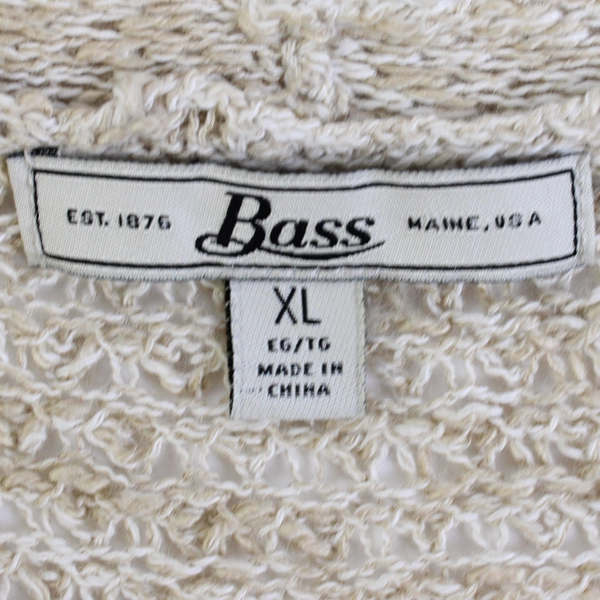 EST. 1876 Bass MAINE, USA
XL
EG/TG
MADE IN
CHINA